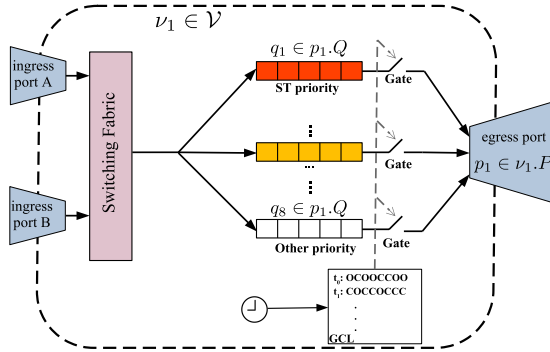 ν₁ ∈ 𝒱
ingress
port A
q₁ ∈ p₁.Q
ST priority
Gate
Switching Fabric
...
Gate
...
...
egress port
p₁ ∈ ν₁.P
ingress
port B
q₈ ∈ p₁.Q
Other priority
Gate
t₀: OCOOCCOO
t₁: COCCOCCC
.
.
.
GCL